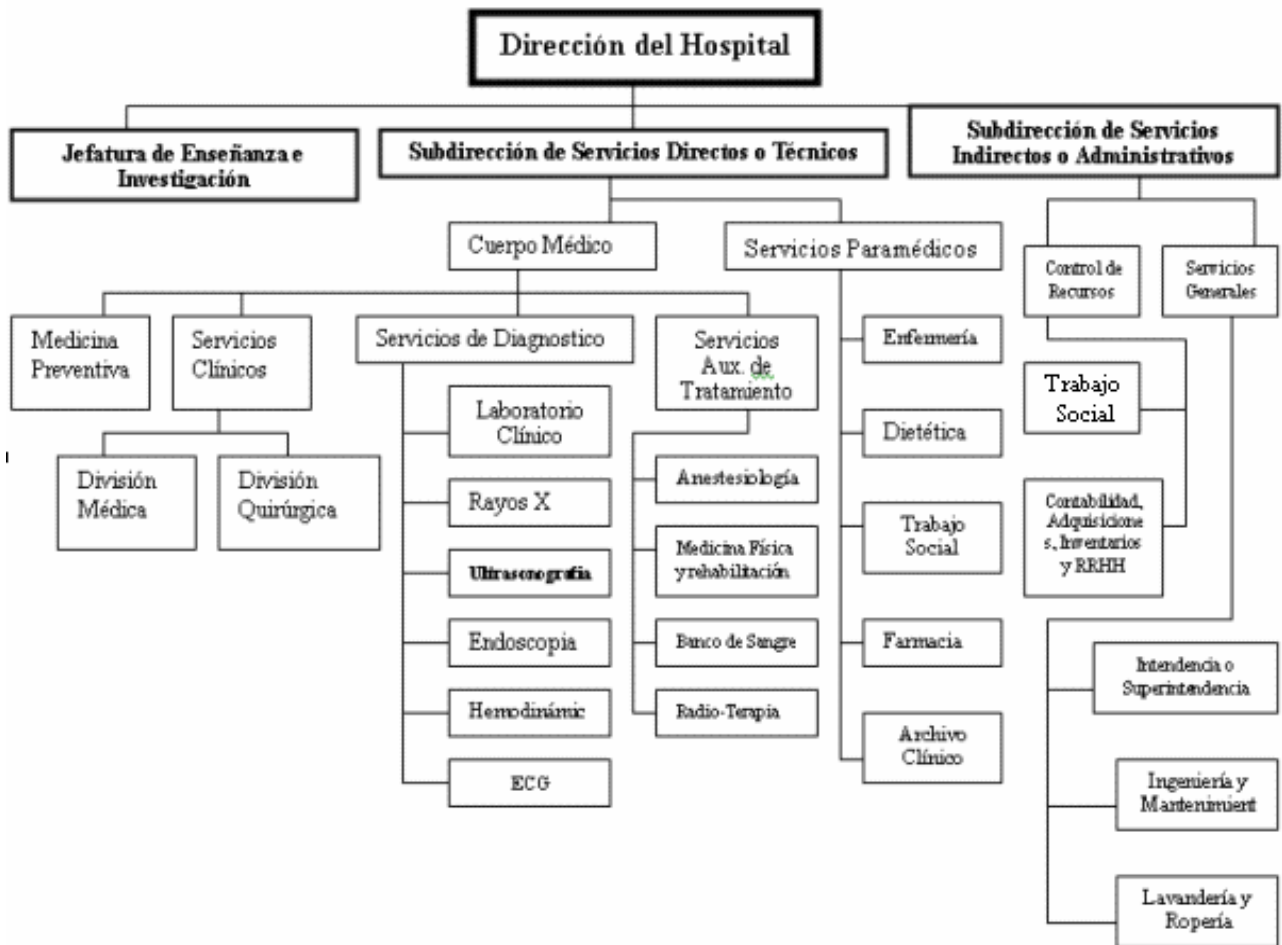 Dirección del Hospital
Jefatura de Enseñanza e
Investigación
Subdirección de Servicios Directos o Técnicos
Subdirección de Servicios
Indirectos o Administrativos
Cuerpo Médico
Servicios Paramédicos
Control de
Recursos
Servicios
Generales
Medicina
Preventiva
Servicios
Clínicos
Servicios de Diagnostico
Servicios
Aux. de
Tratamiento
División
Médica
División
Quirúrgica
Laboratorio
Clínico
Rayos X
Ultrasonografia
Endoscopia
Hemodinámic
ECG
Anestesiología
Medicina Física
y rehabilitación
Banco de Sangre
Radio-Terapia
Enfermería
Dietética
Trabajo
Social
Farmacia
Archivo
Clínico
Trabajo
Social
Contabilidad,
Adquisicione
s, Inventarios
y RRHH
Intendencia o
Superintendencia
Ingeniería y
Mantenimient
Lavandería y
Ropería